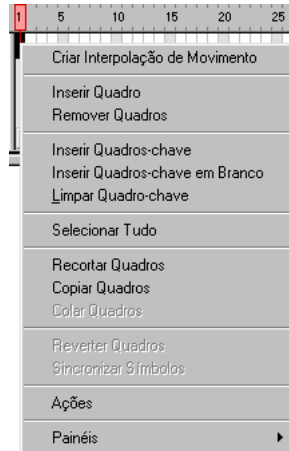 1 5 10 15 20 25
Criar Interpolação de Movimento
Inserir Quadro
Remover Quadros
Inserir Quadros-chave
Inserir Quadros-chave em Branco
Limpar Quadro-chave
Selecionar Tudo
Recortar Quadros
Copiar Quadros
Colar Quadros
Reverter Quadros
Sincronizar Símbolos
Ações
Painéis